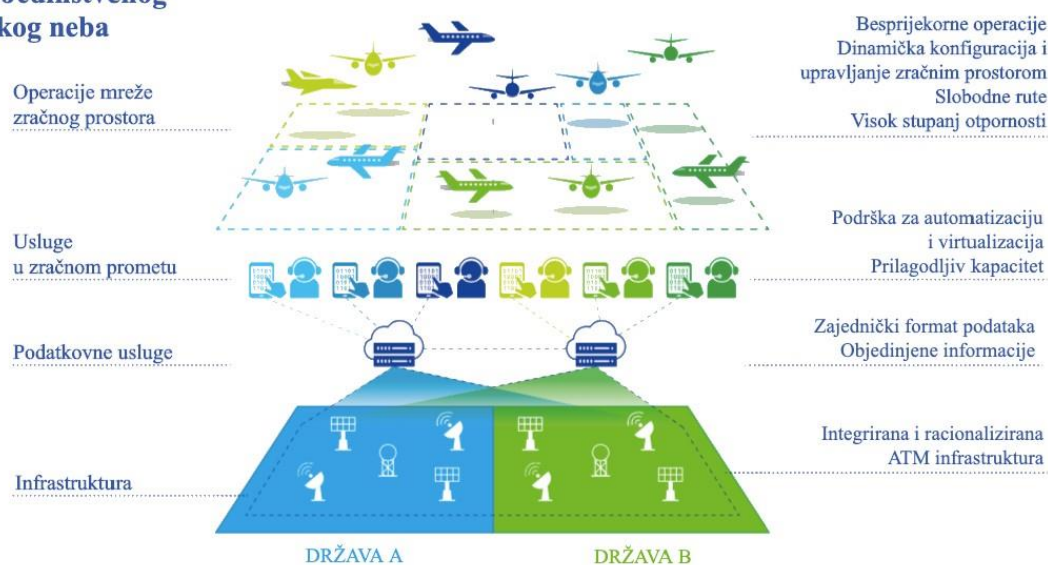 kog neba
Operacije mreže
zračnog prostora
Usluge
u zračnom prometu
Podatkovne usluge
Infrastruktura
Besprijekorne operacije
Dinamička konfiguracija i
upravljanje zračnim prostorom
Slobodne rute
Visok stupanj otpornosti
Podrška za automatizaciju
i virtualizacija
Prilagodljiv kapacitet
Zajednički format podataka
Objedinjene informacije
Integrirana i racionalizirana
ATM infrastruktura
DRŽAVA A
DRŽAVA B